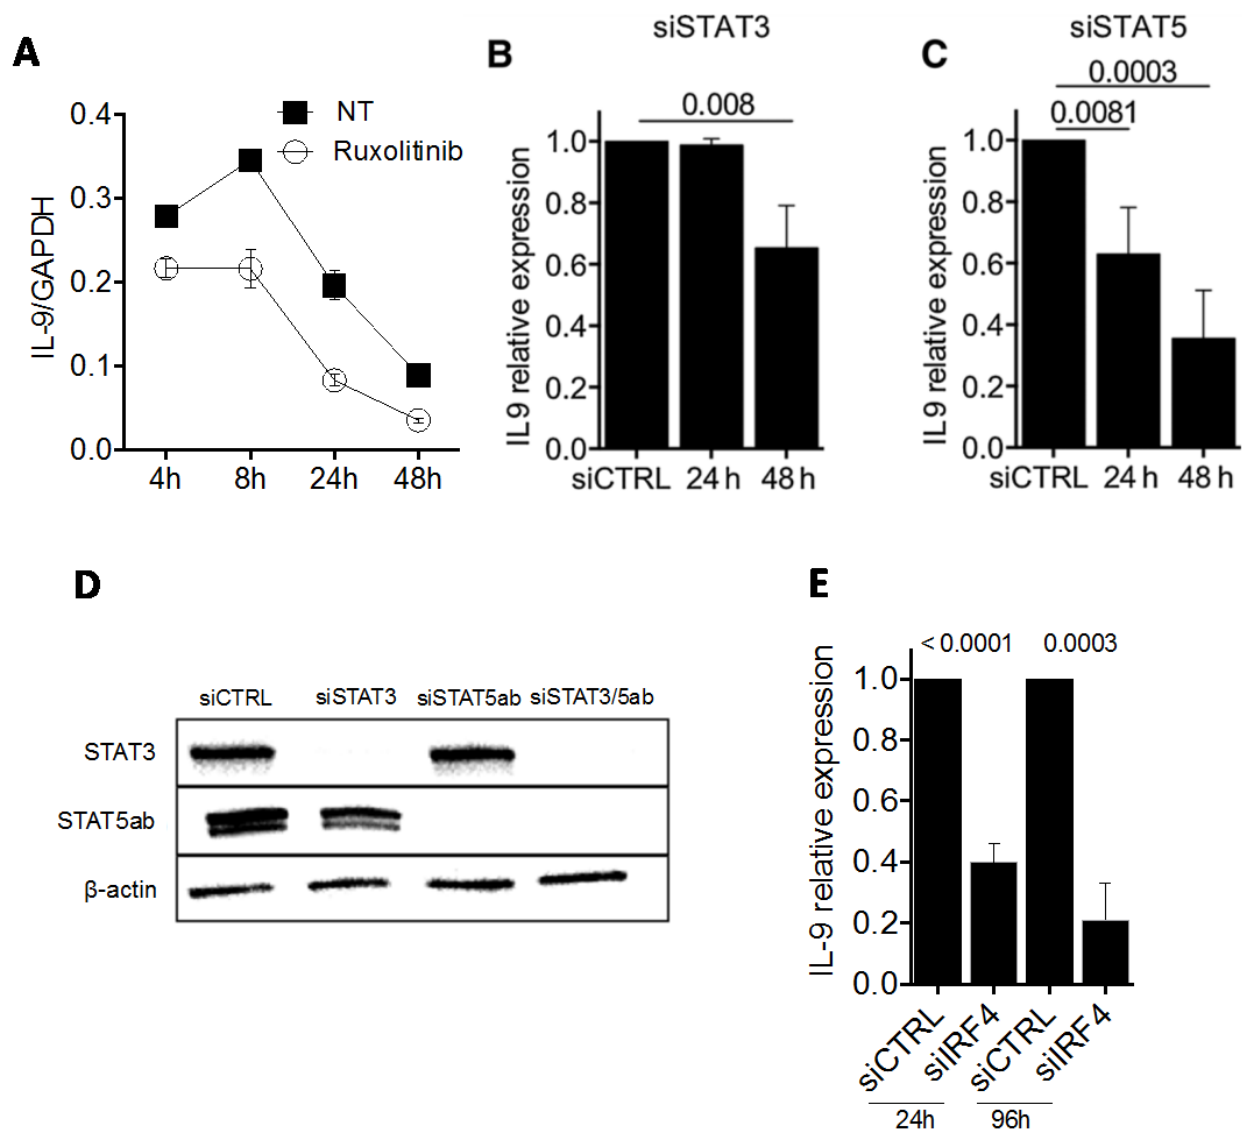 A
NT
Ruxolitinib
IL-9/GAPDH
0.4
0.3
0.2
0.1
0.0
4h 8h 24h 48h
B
siSTAT3
0.008
IL9 relative expression
1.0
0.8
0.6
0.4
0.2
0.0
siCTRL 24 h 48 h
C
siSTAT5
0.0003
0.0081
IL9 relative expression
1.0
0.8
0.6
0.4
0.2
0.0
siCTRL 24 h 48 h
D
siCTRL siSTAT3 siSTAT5ab siSTAT3/5ab
STAT3
STAT5ab
β-actin
E
< 0.0001 0.0003
IL-9 relative expression
1.0
0.8
0.6
0.4
0.2
0.0
siCTRL siIRF4 siCTRL siIRF4
24h 96h